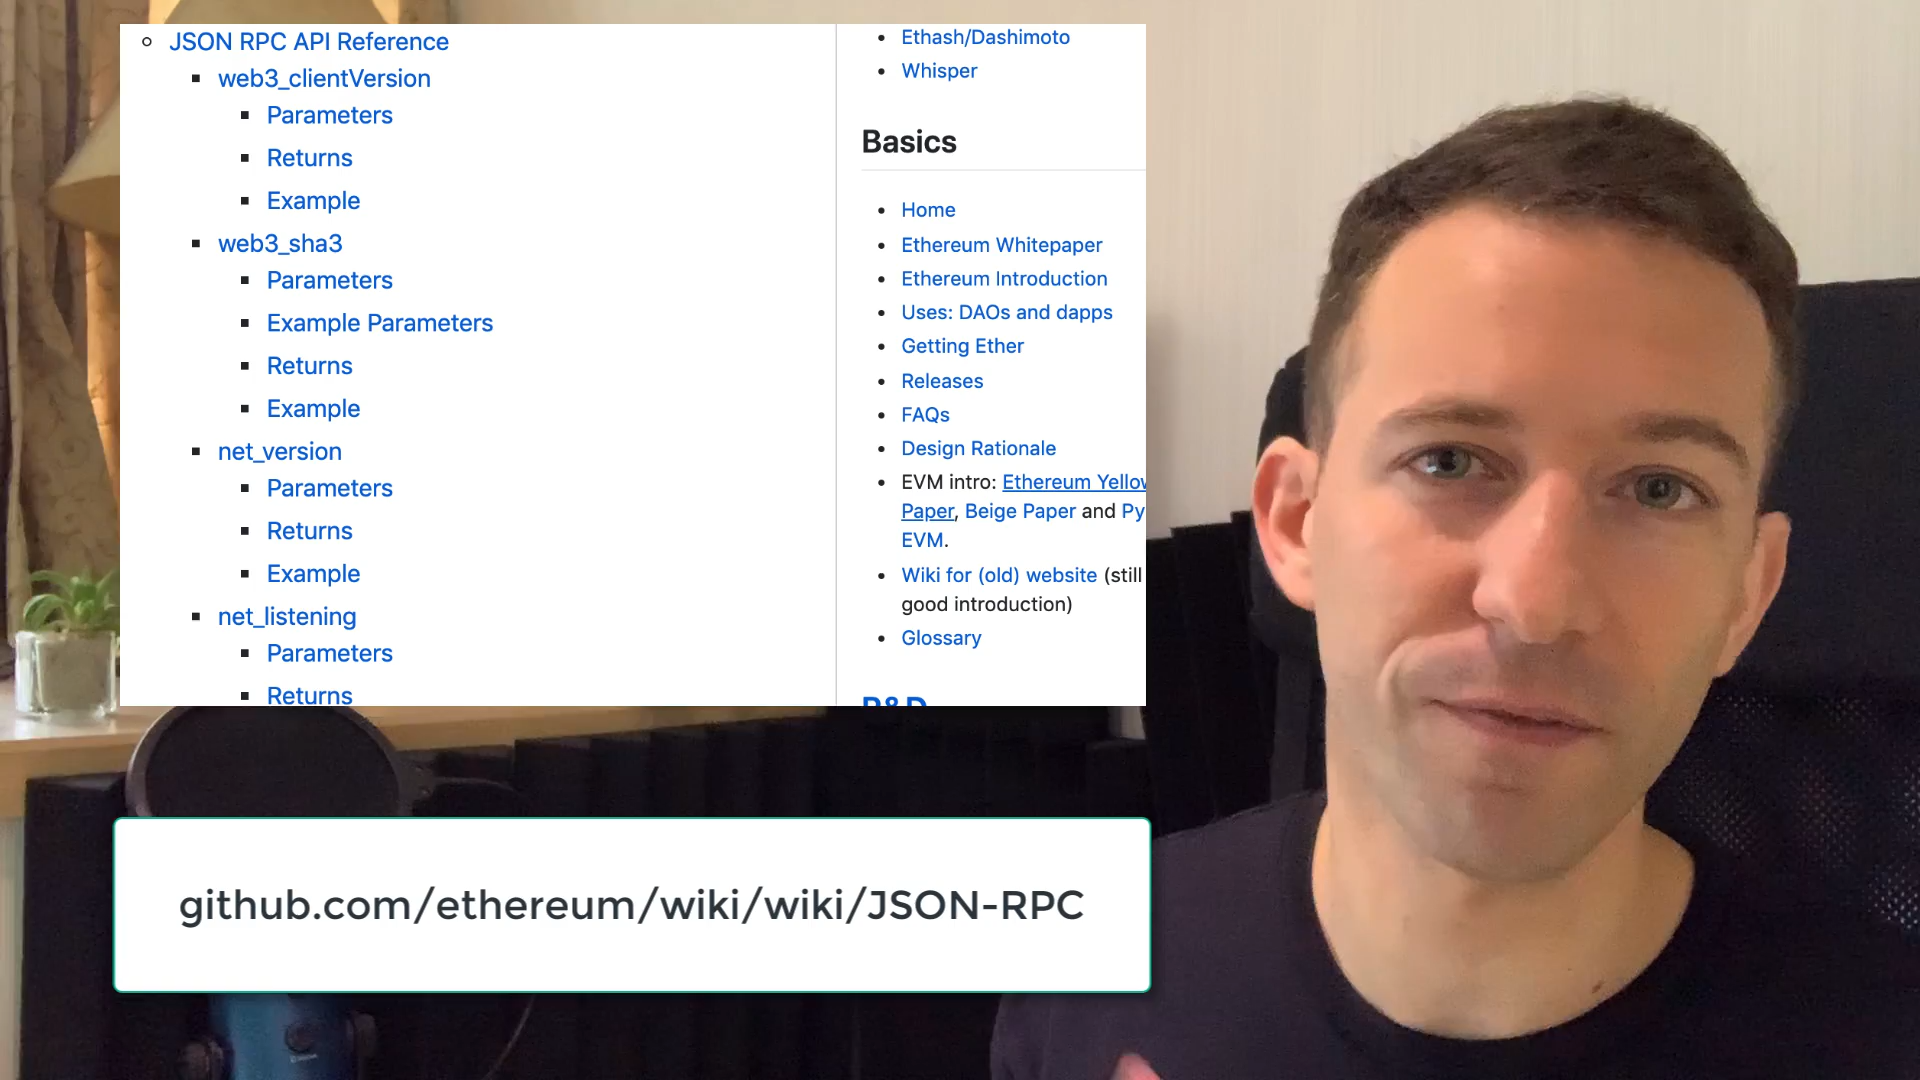 JSON RPC API Reference
web3_clientVersion
Parameters
Returns
Example
web3_sha3
Parameters
Example Parameters
Returns
Example
net_version
Parameters
Returns
Example
net_listening
Parameters
Returns
Ethash/Dashimoto
Whisper
Basics
Home
Ethereum Whitepaper
Ethereum Introduction
Uses: DAOs and dapps
Getting Ether
Releases
FAQs
Design Rationale
EVM intro: Ethereum Yellow
Paper, Beige Paper and Py
EVM.
Wiki for (old) website (still
good introduction)
Glossary
R&D
github.com/ethereum/wiki/wiki/JSON-RPC